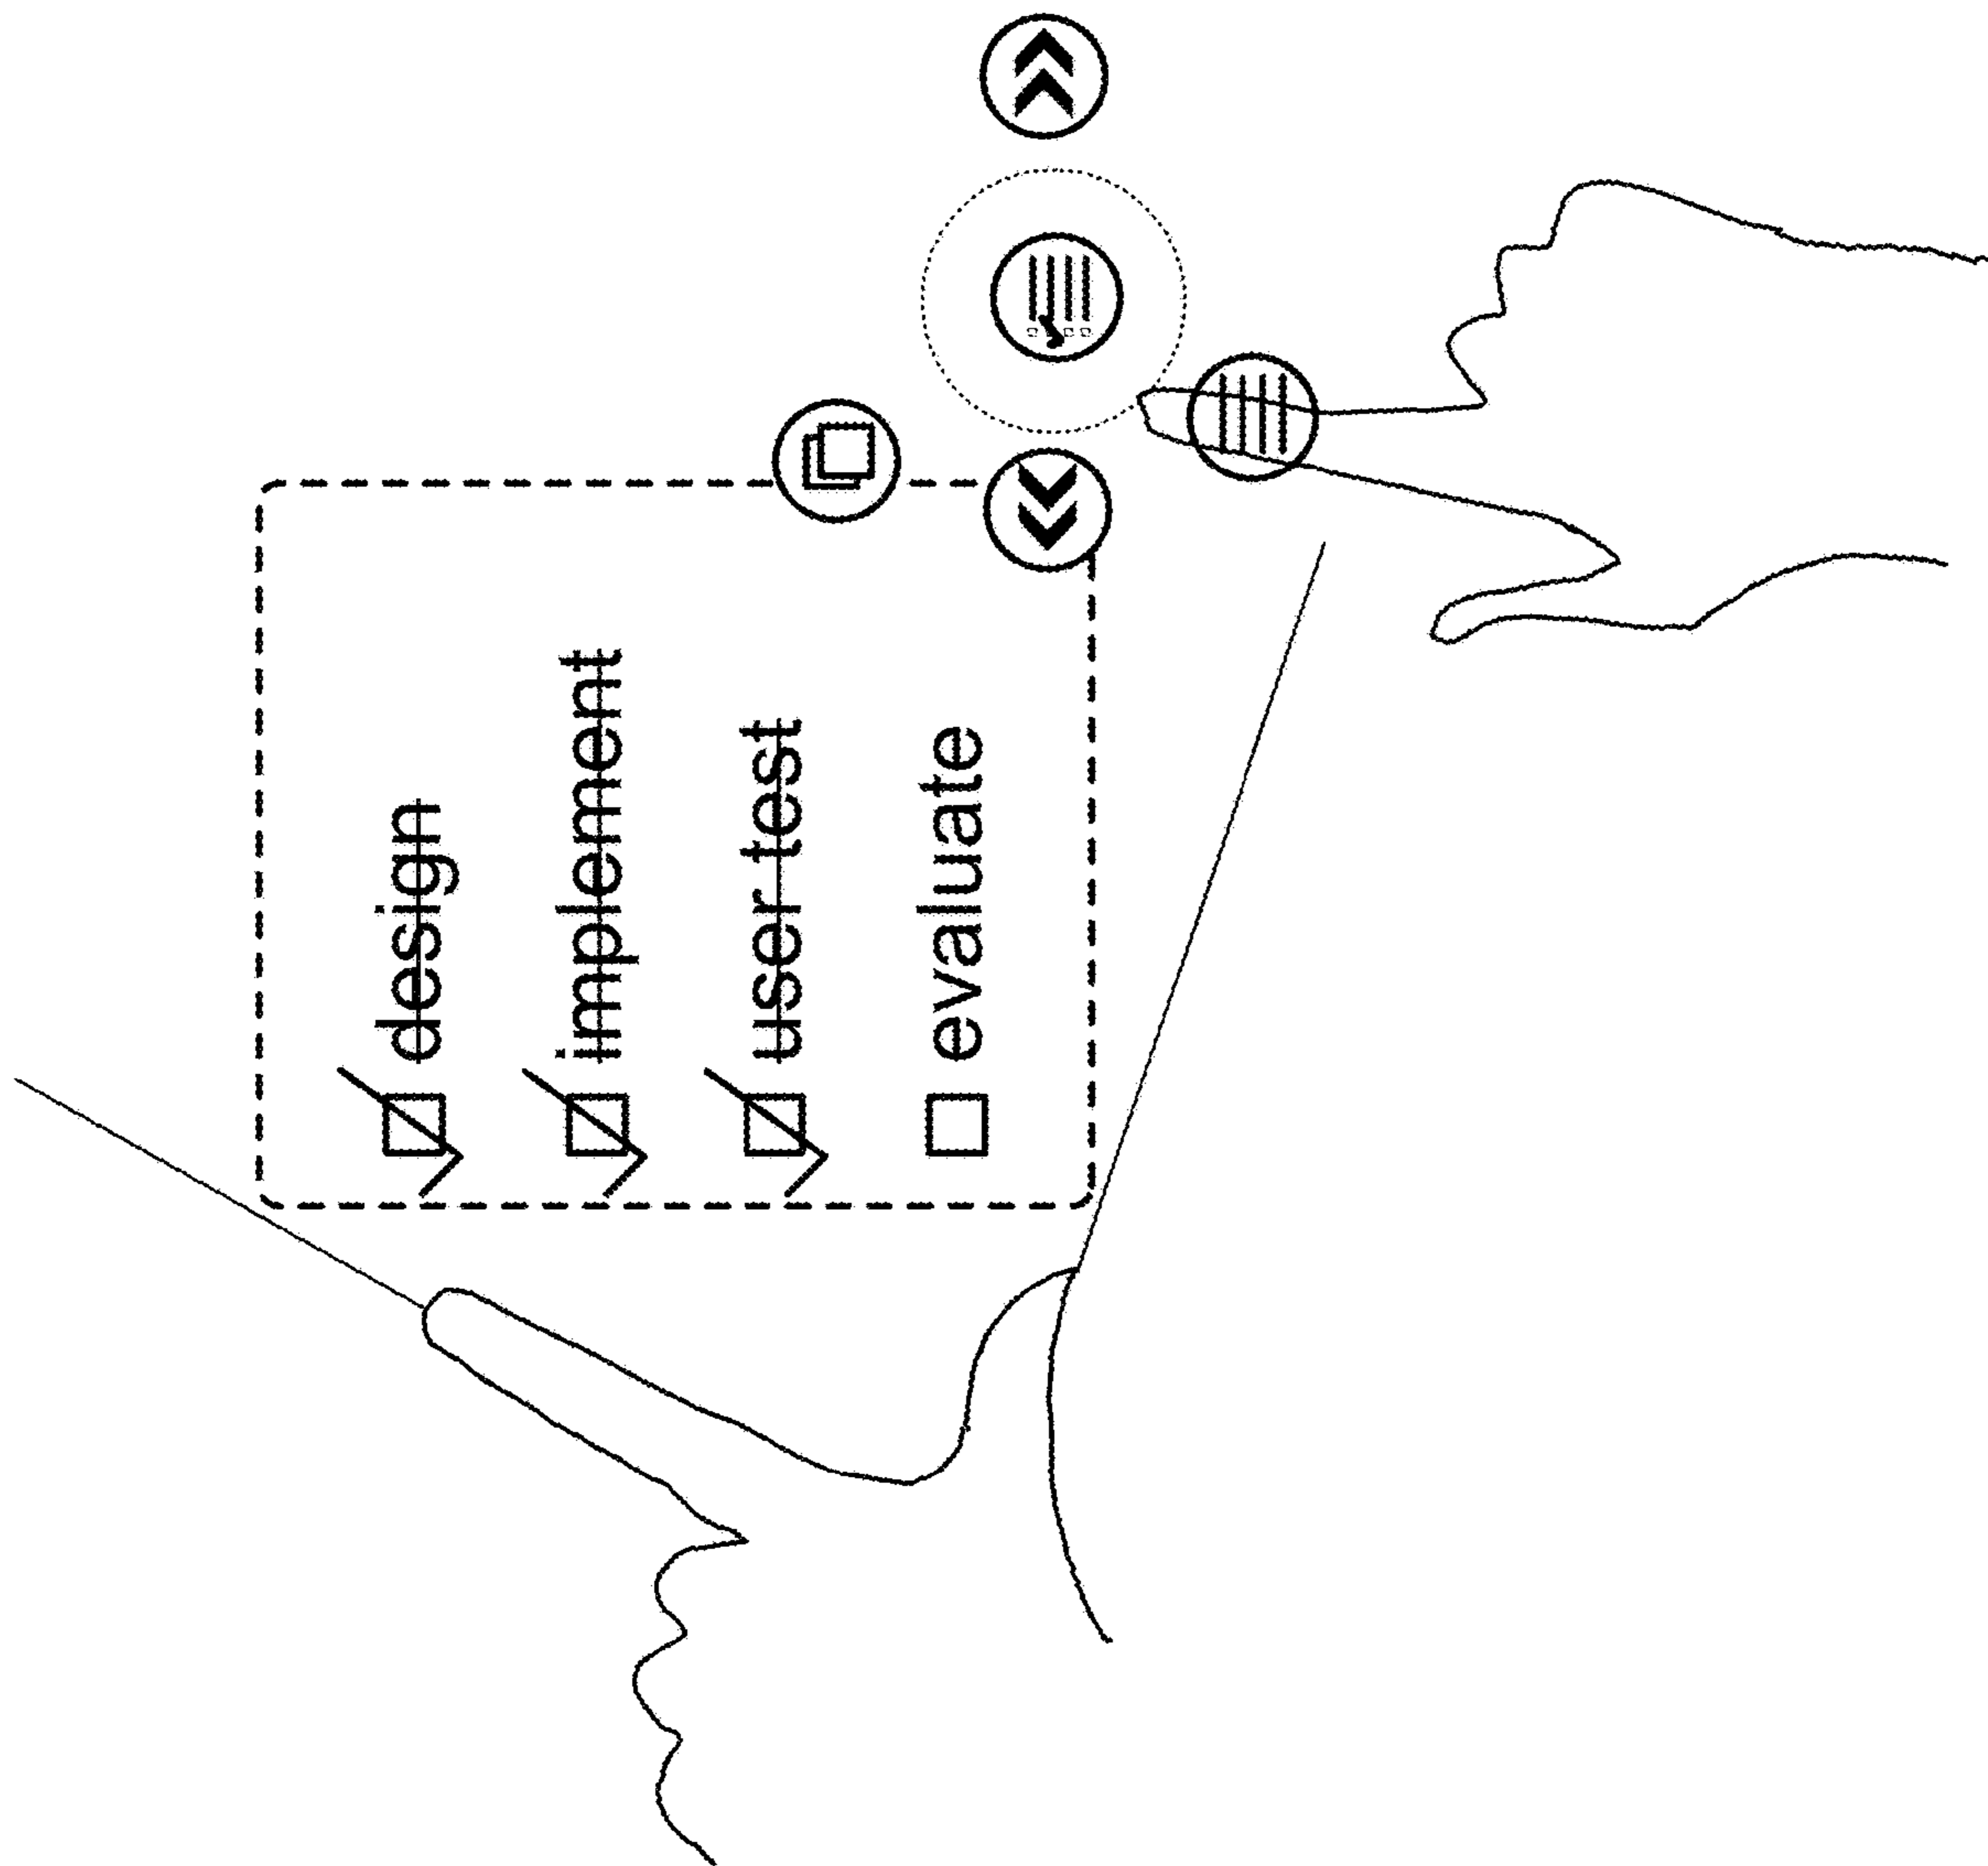 design
implement
user test
evaluate